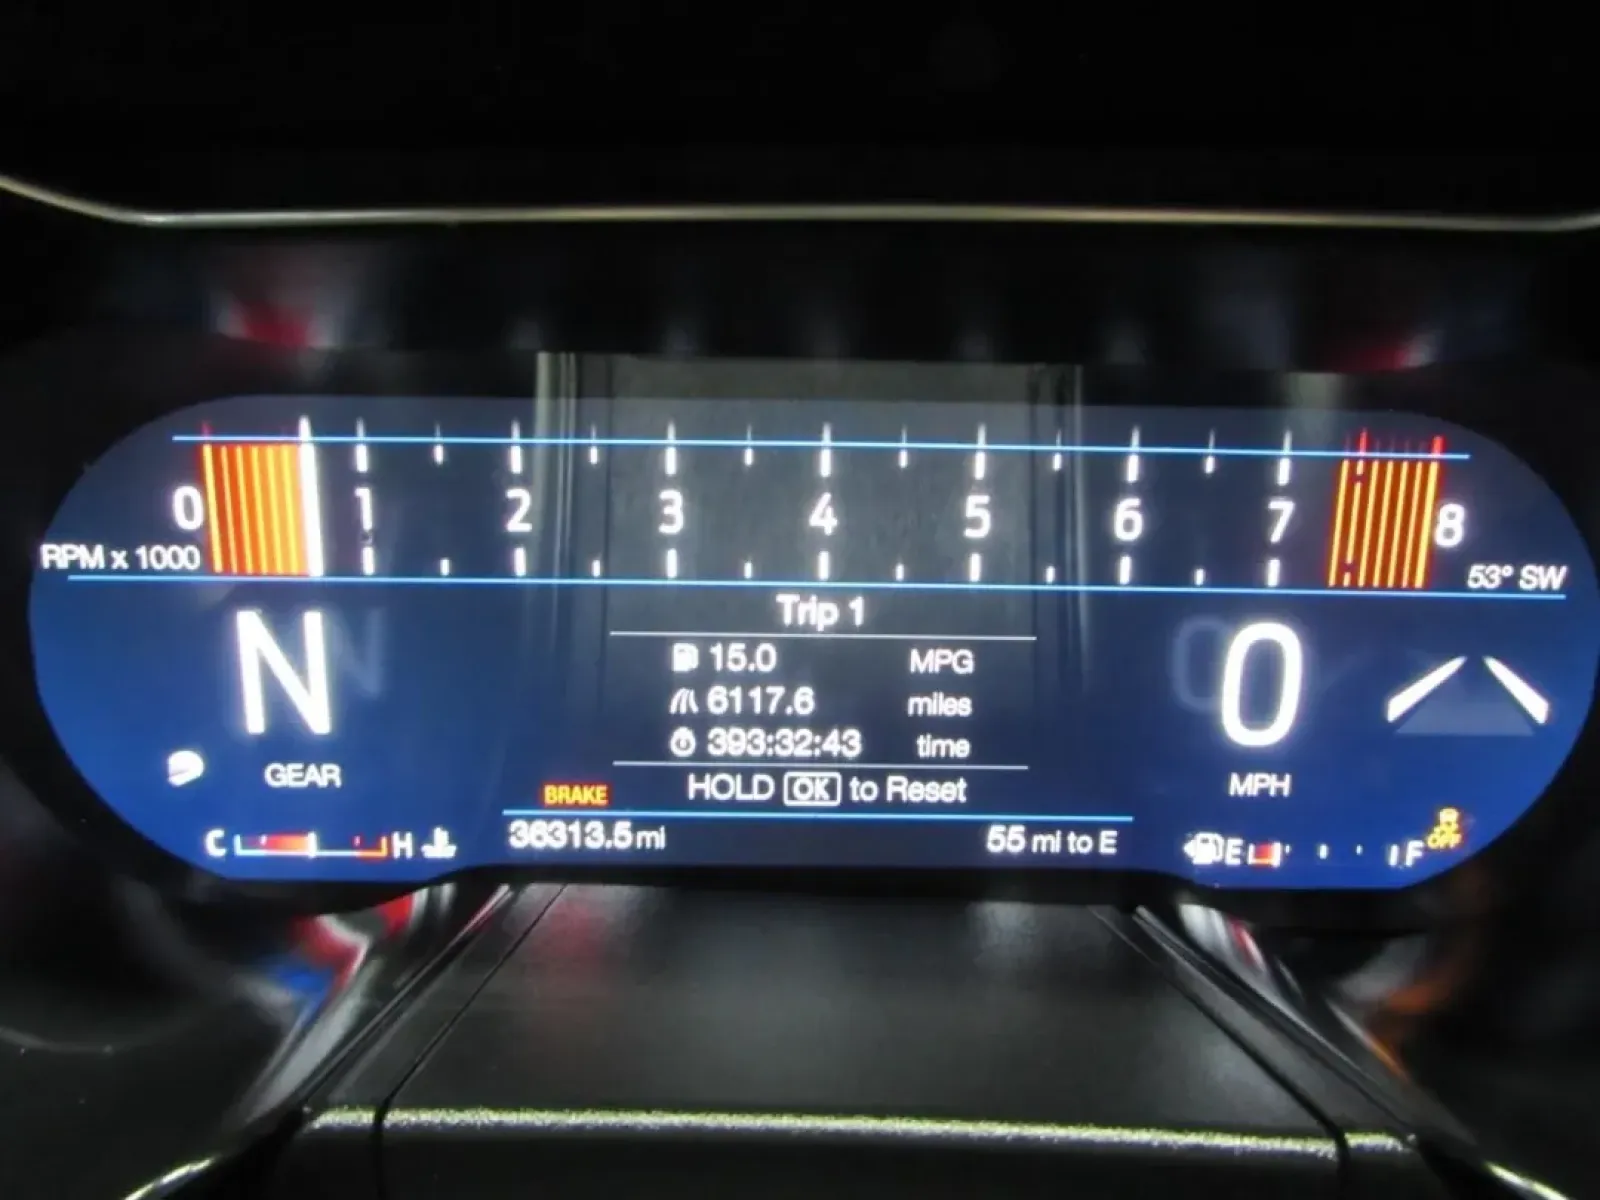 0 1 2 3 4 5 6 7 8
RPM x 1000
53° SW
Trip 1
N
0
15.0 MPG
6117.6 miles
393:32:43 time
GEAR
MPH
HOLD OK to Reset
BRAKE
36313.5 mi
55 mi to E
C H
E F
OFF